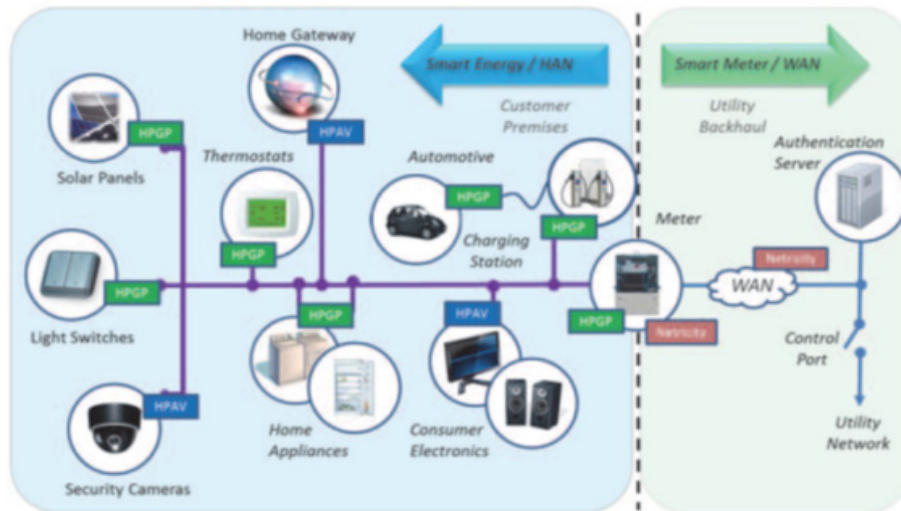 Home Gateway
Smart Energy / HAN
Smart Meter / WAN
Customer
Premises
Utility
Backhaul
HPGP
HPAV
Solar Panels
Thermostats
Automotive
Authentication
Server
HPGP
HPGP
Charging
Station
HPGP
HPGP
Meter
Netricity
WAN
HPGP
Light Switches
HPGP
HPAV
HPGP
Netricity
Control
Port
HPAV
Home
Appliances
Consumer
Electronics
Utility
Network
Security Cameras